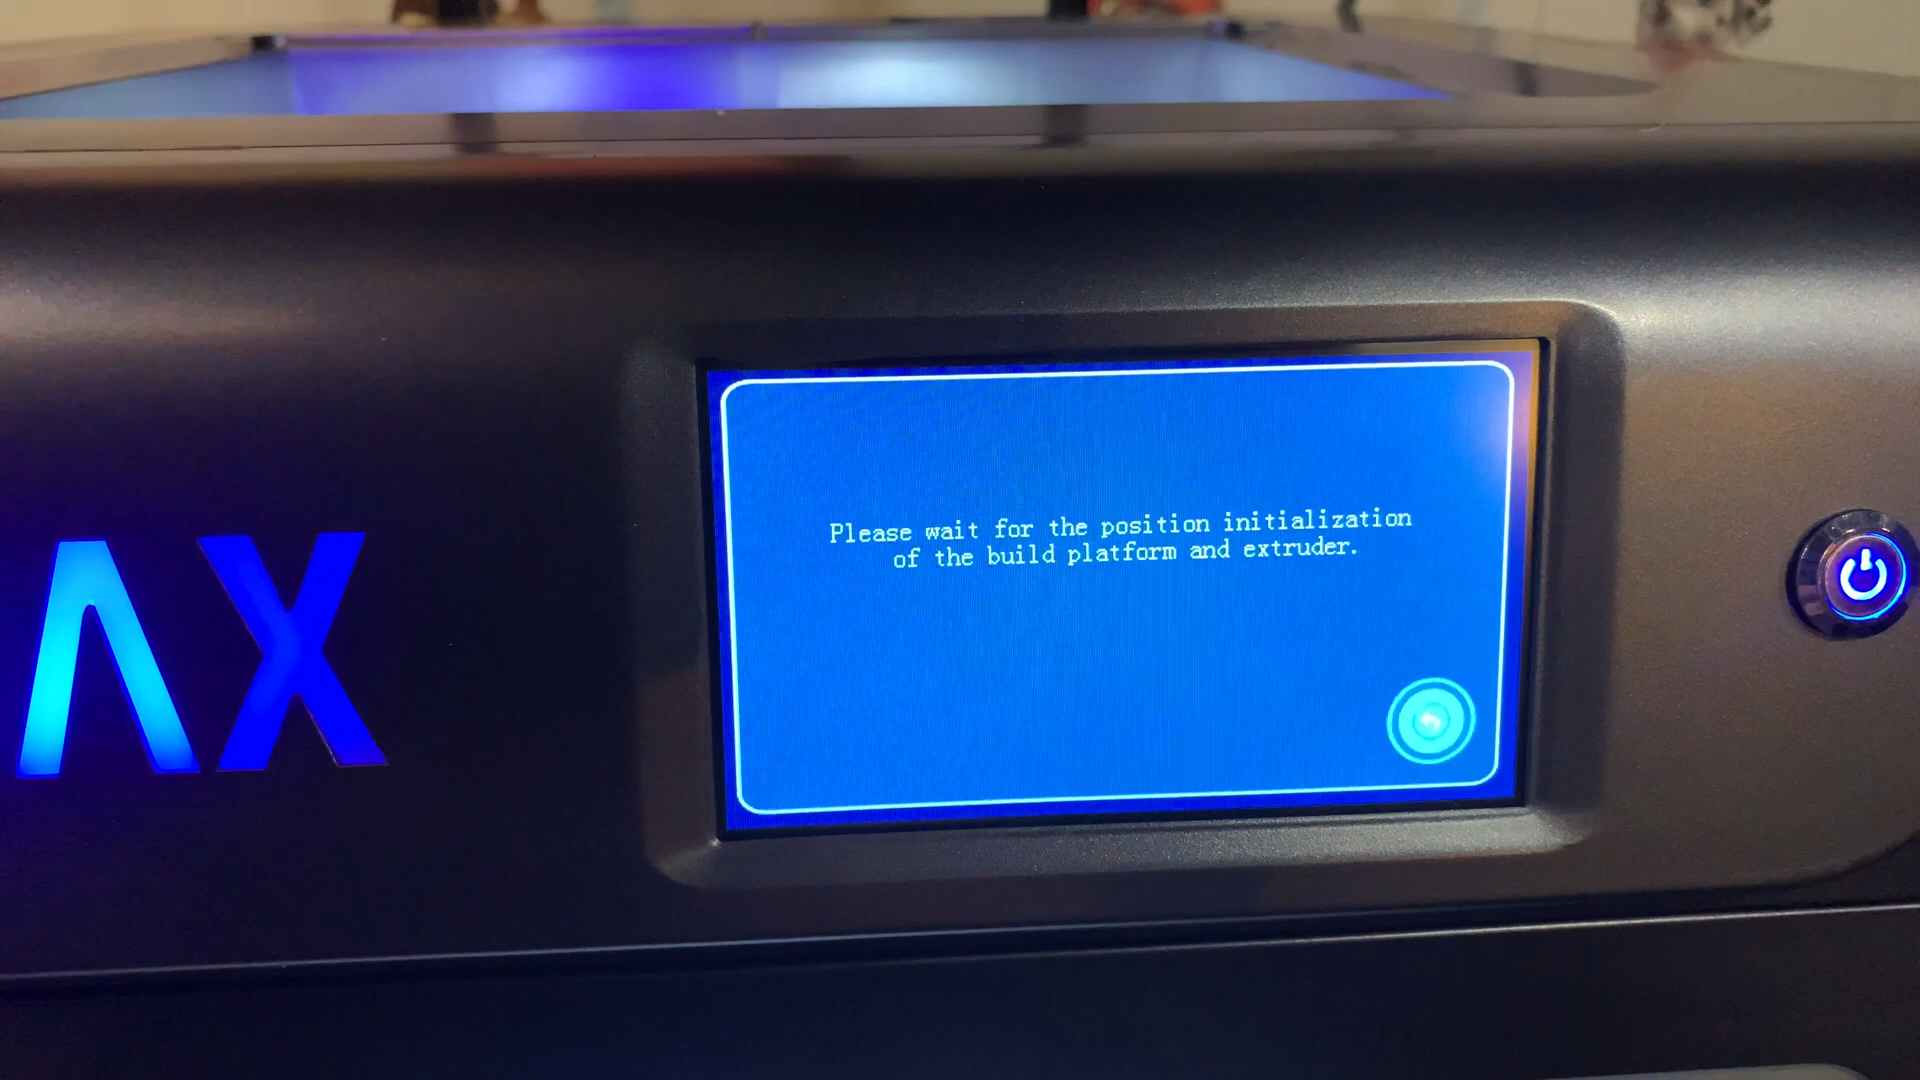 ΛX
Please wait for the position initialization
of the build platform and extruder.